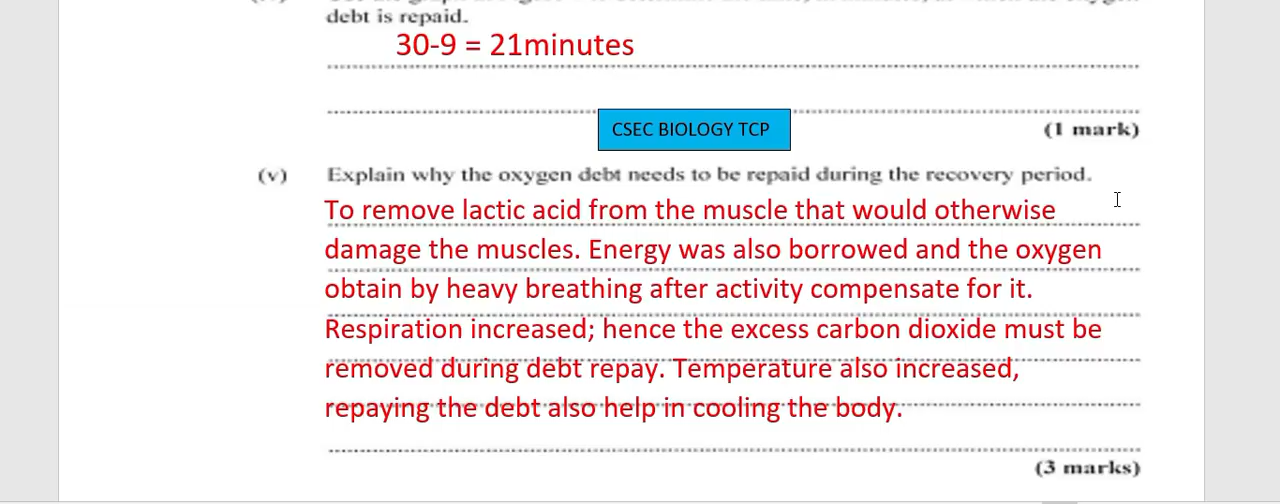 debt is repaid.
30-9 = 21minutes
CSEC BIOLOGY TCP
(1 mark)
(v) Explain why the oxygen debt needs to be repaid during the recovery period.
To remove lactic acid from the muscle that would otherwise
damage the muscles. Energy was also borrowed and the oxygen
obtain by heavy breathing after activity compensate for it.
Respiration increased; hence the excess carbon dioxide must be
removed during debt repay. Temperature also increased,
repaying the debt also help in cooling the body.
(3 marks)